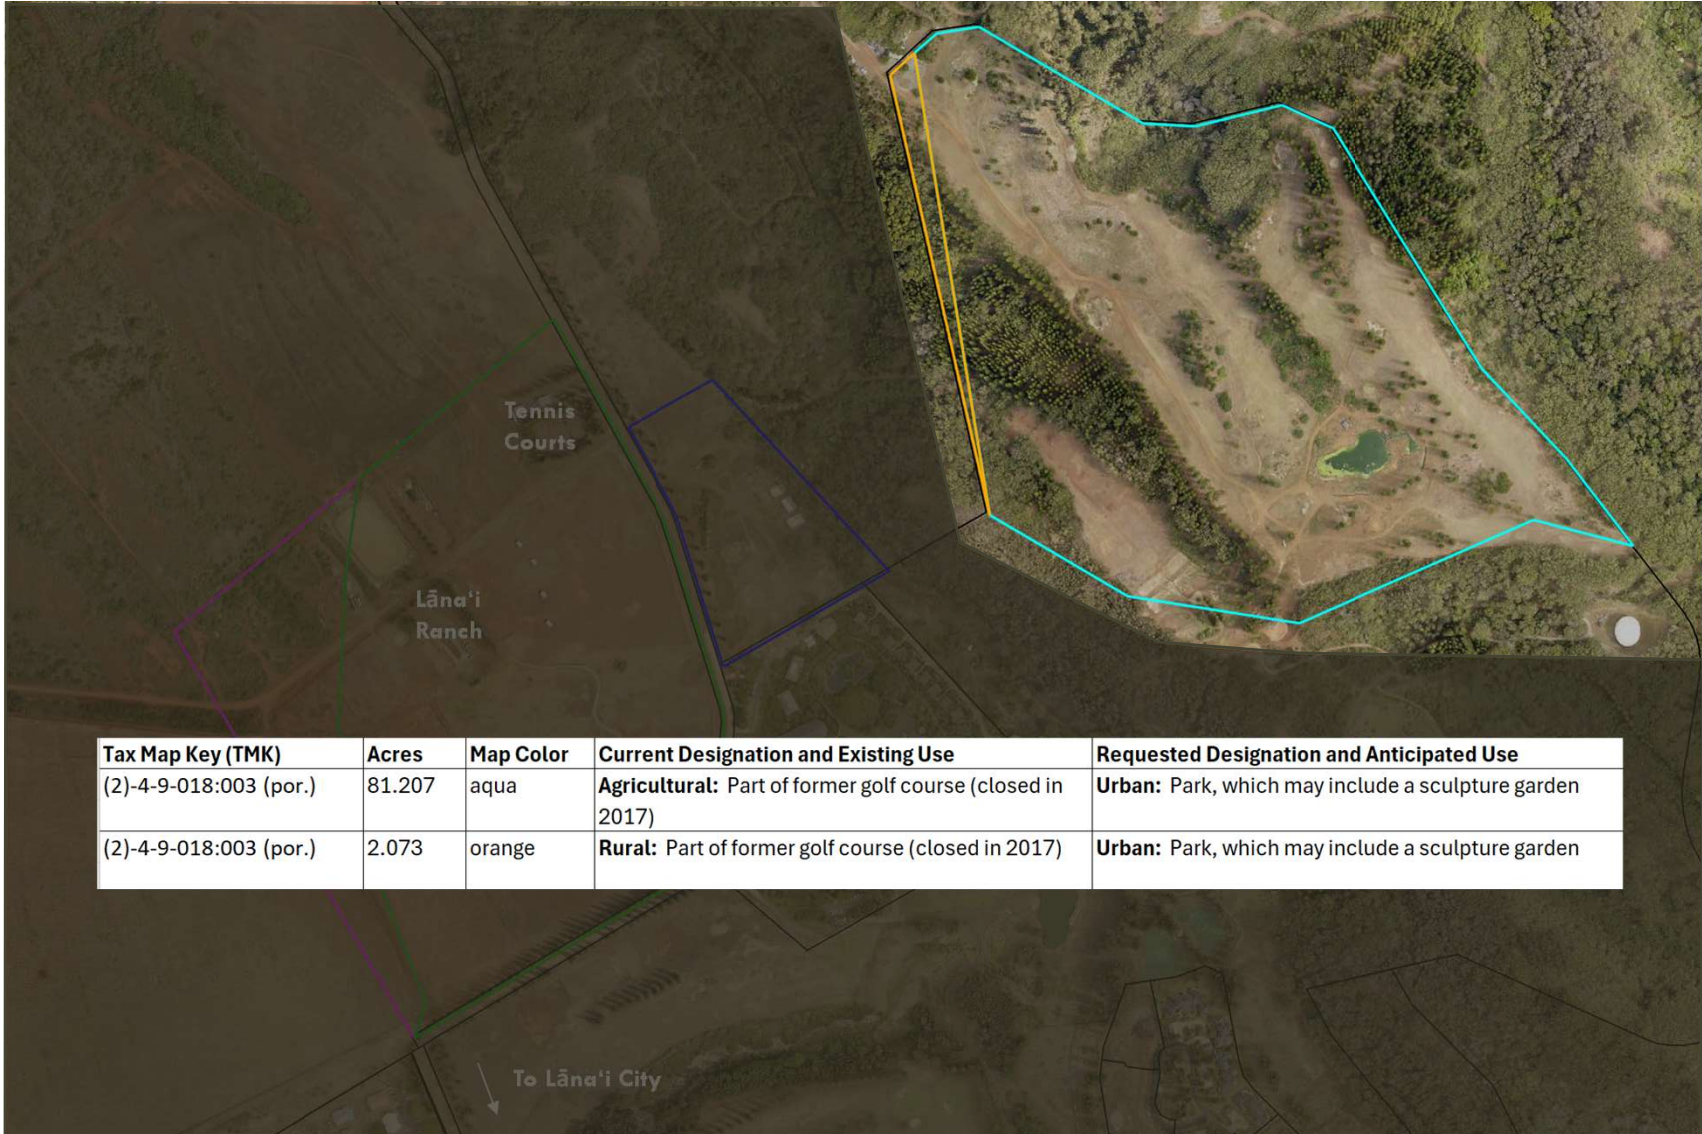 Tennis
Courts
Lāna‘i
Ranch
Tax Map Key (TMK) Acres Map Color Current Designation and Existing Use Requested Designation and Anticipated Use
(2)-4-9-018:003 (por.) 81.207 aqua Agricultural: Part of former golf course (closed in Urban: Park, which may include a sculpture garden
2017)
(2)-4-9-018:003 (por.) 2.073 orange Rural: Part of former golf course (closed in 2017) Urban: Park, which may include a sculpture garden
To Lāna‘i City